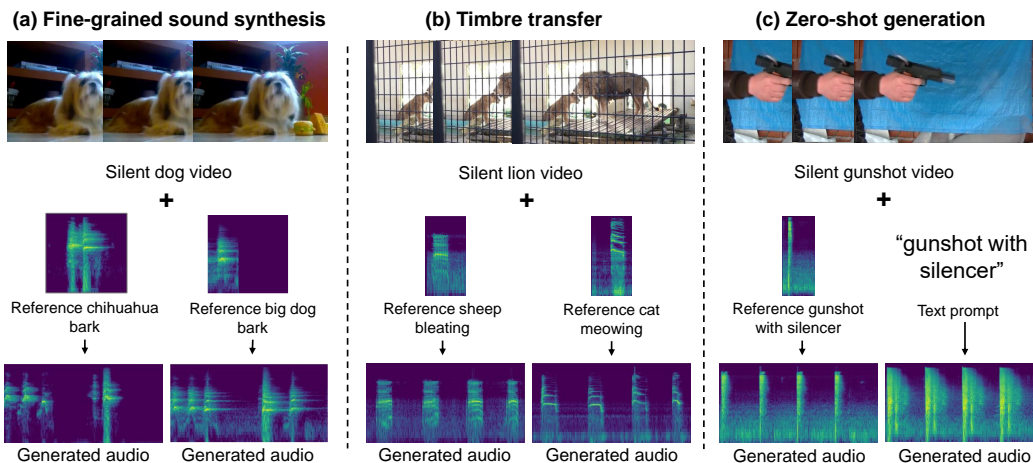 (a) Fine-grained sound synthesis
Silent dog video
+
Reference chihuahua
bark
Reference big dog
bark
Generated audio
Generated audio
(b) Timbre transfer
Silent lion video
+
Reference sheep
bleating
Reference cat
meowing
Generated audio
Generated audio
(c) Zero-shot generation
Silent gunshot video
+
Reference gunshot
with silencer
“gunshot with
silencer”
Text prompt
Generated audio
Generated audio